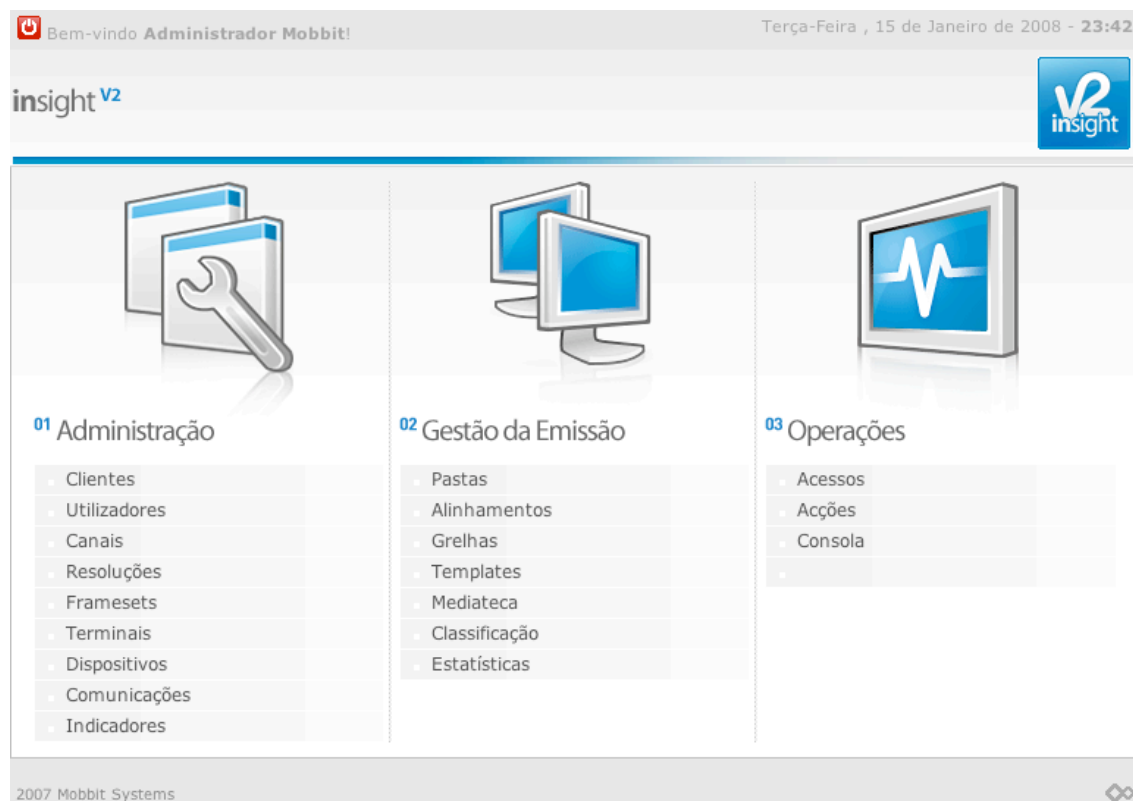 Bem-vindo Administrador Mobbit!
Terça-Feira , 15 de Janeiro de 2008 - 23:42
insight V2
V2
insight
01 Administração
Clientes
Utilizadores
Canais
Resoluções
Framesets
Terminais
Dispositivos
Comunicações
Indicadores
02 Gestão da Emissão
Pastas
Alinhamentos
Grelhas
Templates
Mediateca
Classificação
Estatísticas
03 Operações
Acessos
Acções
Consola
2007 Mobbit Systems